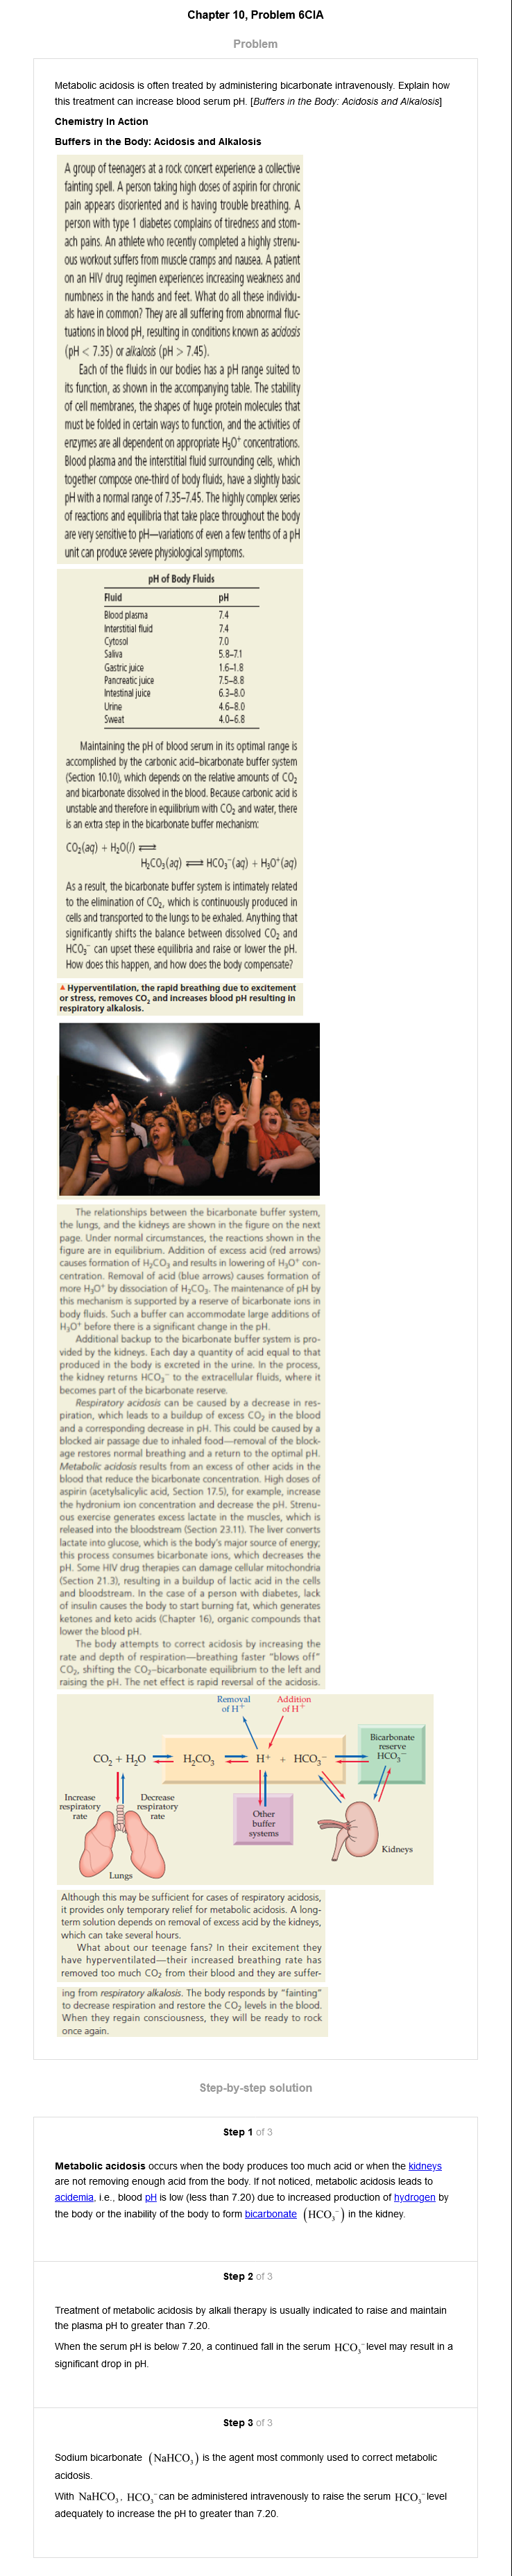 Chapter 10, Problem 6CIA
Problem
Metabolic acidosis is often treated by administering bicarbonate intravenously. Explain how
this treatment can increase blood serum pH. [Buffers in the Body: Acidosis and Alkalosis]
Chemistry In Action
Buffers in the Body: Acidosis and Alkalosis
A group of teenagers at a rock concert experience a collective
fainting spell. A person taking high doses of aspirin for chronic
pain appears disoriented and is having trouble breathing. A
person with type 1 diabetes complains of tiredness and stom-
ach pains. An athlete who recently completed a highly strenu-
ous workout suffers from muscle cramps and nausea. A patient
on an HIV drug regimen experiences increasing weakness and
numbness in the hands and feet. What do all these individu-
als have in common? They are all suffering from abnormal fluc-
tuations in blood pH, resulting in conditions known as acidosis
(pH < 7.35) or alkalosis (pH > 7.45).
Each of the fluids in our bodies has a pH range suited to
its function, as shown in the accompanying table. The stability
of cell membranes, the shapes of huge protein molecules that
must be folded in certain ways to function, and the activities of
enzymes are all dependent on appropriate H₃O⁺ concentrations.
Blood plasma and the interstitial fluid surrounding cells, which
together compose one-third of body fluids, have a slightly basic
pH with a normal range of 7.35–7.45. The highly complex series
of reactions and equilibria that take place throughout the body
are very sensitive to pH—variations of even a few tenths of a pH
unit can produce severe physiological symptoms.
pH of Body Fluids
Fluid pH
Blood plasma 7.4
Interstitial fluid 7.4
Cytosol 7.0
Saliva 5.8–7.1
Gastric juice 1.6–1.8
Pancreatic juice 7.5–8.8
Intestinal juice 6.3–8.0
Urine 4.6–8.0
Sweat 4.0–6.8
Maintaining the pH of blood serum in its optimal range is
accomplished by the carbonic acid–bicarbonate buffer system
(Section 10.10), which depends on the relative amounts of CO₂
and bicarbonate dissolved in the blood. Because carbonic acid is
unstable and therefore in equilibrium with CO₂ and water, there
is an extra step in the bicarbonate buffer mechanism:
CO₂(aq) + H₂O(l) ⇌
H₂CO₃(aq) ⇌ HCO₃⁻(aq) + H₃O⁺(aq)
As a result, the bicarbonate buffer system is intimately related
to the elimination of CO₂, which is continuously produced in
cells and transported to the lungs to be exhaled. Anything that
significantly shifts the balance between dissolved CO₂ and
HCO₃⁻ can upset these equilibria and raise or lower the pH.
How does this happen, and how does the body compensate?
▲ Hyperventilation, the rapid breathing due to excitement
or stress, removes CO₂ and increases blood pH resulting in
respiratory alkalosis.
The relationships between the bicarbonate buffer system,
the lungs, and the kidneys are shown in the figure on the next
page. Under normal circumstances, the reactions shown in the
figure are in equilibrium. Addition of excess acid (red arrows)
causes formation of H₂CO₃ and results in lowering of H₃O⁺ con-
centration. Removal of acid (blue arrows) causes formation of
more H₃O⁺ by dissociation of H₂CO₃. The maintenance of pH by
this mechanism is supported by a reserve of bicarbonate ions in
body fluids. Such a buffer can accommodate large additions of
H₃O⁺ before there is a significant change in the pH.
Additional backup to the bicarbonate buffer system is pro-
vided by the kidneys. Each day a quantity of acid equal to that
produced in the body is excreted in the urine. In the process,
the kidney returns HCO₃⁻ to the extracellular fluids, where it
becomes part of the bicarbonate reserve.
Respiratory acidosis can be caused by a decrease in res-
piration, which leads to a buildup of excess CO₂ in the blood
and a corresponding decrease in pH. This could be caused by a
blocked air passage due to inhaled food—removal of the block-
age restores normal breathing and a return to the optimal pH.
Metabolic acidosis results from an excess of other acids in the
blood that reduce the bicarbonate concentration. High doses of
aspirin (acetylsalicylic acid, Section 17.5), for example, increase
the hydronium ion concentration and decrease the pH. Strenu-
ous exercise generates excess lactate in the muscles, which is
released into the bloodstream (Section 23.11). The liver converts
lactate into glucose, which is the body's major source of energy;
this process consumes bicarbonate ions, which decreases the
pH. Some HIV drug therapies can damage cellular mitochondria
(Section 21.3), resulting in a buildup of lactic acid in the cells
and bloodstream. In the case of a person with diabetes, lack
of insulin causes the body to start burning fat, which generates
ketones and keto acids (Chapter 16), organic compounds that
lower the blood pH.
The body attempts to correct acidosis by increasing the
rate and depth of respiration—breathing faster "blows off"
CO₂, shifting the CO₂–bicarbonate equilibrium to the left and
raising the pH. The net effect is rapid reversal of the acidosis.
Removal of H⁺
Addition of H⁺
Bicarbonate reserve HCO₃⁻
CO₂ + H₂O ⇌ H₂CO₃ ⇌ H⁺ + HCO₃⁻ ⇌
Increase respiratory rate
Decrease respiratory rate
Other buffer systems
Kidneys
Lungs
Although this may be sufficient for cases of respiratory acidosis,
it provides only temporary relief for metabolic acidosis. A long-
term solution depends on removal of excess acid by the kidneys,
which can take several hours.
What about our teenage fans? In their excitement they
have hyperventilated—their increased breathing rate has
removed too much CO₂ from their blood and they are suffer-
ing from respiratory alkalosis. The body responds by "fainting"
to decrease respiration and restore the CO₂ levels in the blood.
When they regain consciousness, they will be ready to rock
once again.
Step-by-step solution
Step 1 of 3
Metabolic acidosis occurs when the body produces too much acid or when the kidneys
are not removing enough acid from the body. If not noticed, metabolic acidosis leads to
acidemia, i.e., blood pH is low (less than 7.20) due to increased production of hydrogen by
the body or the inability of the body to form bicarbonate (HCO₃⁻) in the kidney.
Step 2 of 3
Treatment of metabolic acidosis by alkali therapy is usually indicated to raise and maintain
the plasma pH to greater than 7.20.
When the serum pH is below 7.20, a continued fall in the serum HCO₃⁻ level may result in a
significant drop in pH.
Step 3 of 3
Sodium bicarbonate (NaHCO₃) is the agent most commonly used to correct metabolic
acidosis.
With NaHCO₃, HCO₃⁻ can be administered intravenously to raise the serum HCO₃⁻ level
adequately to increase the pH to greater than 7.20.